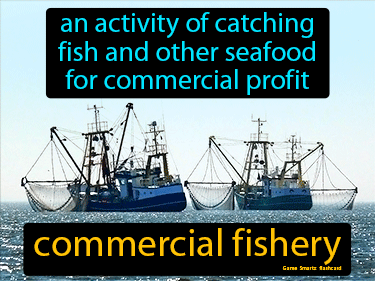 an activity of catching
fish and other seafood
for commercial profit
commercial fishery
Game Smartz flashcard